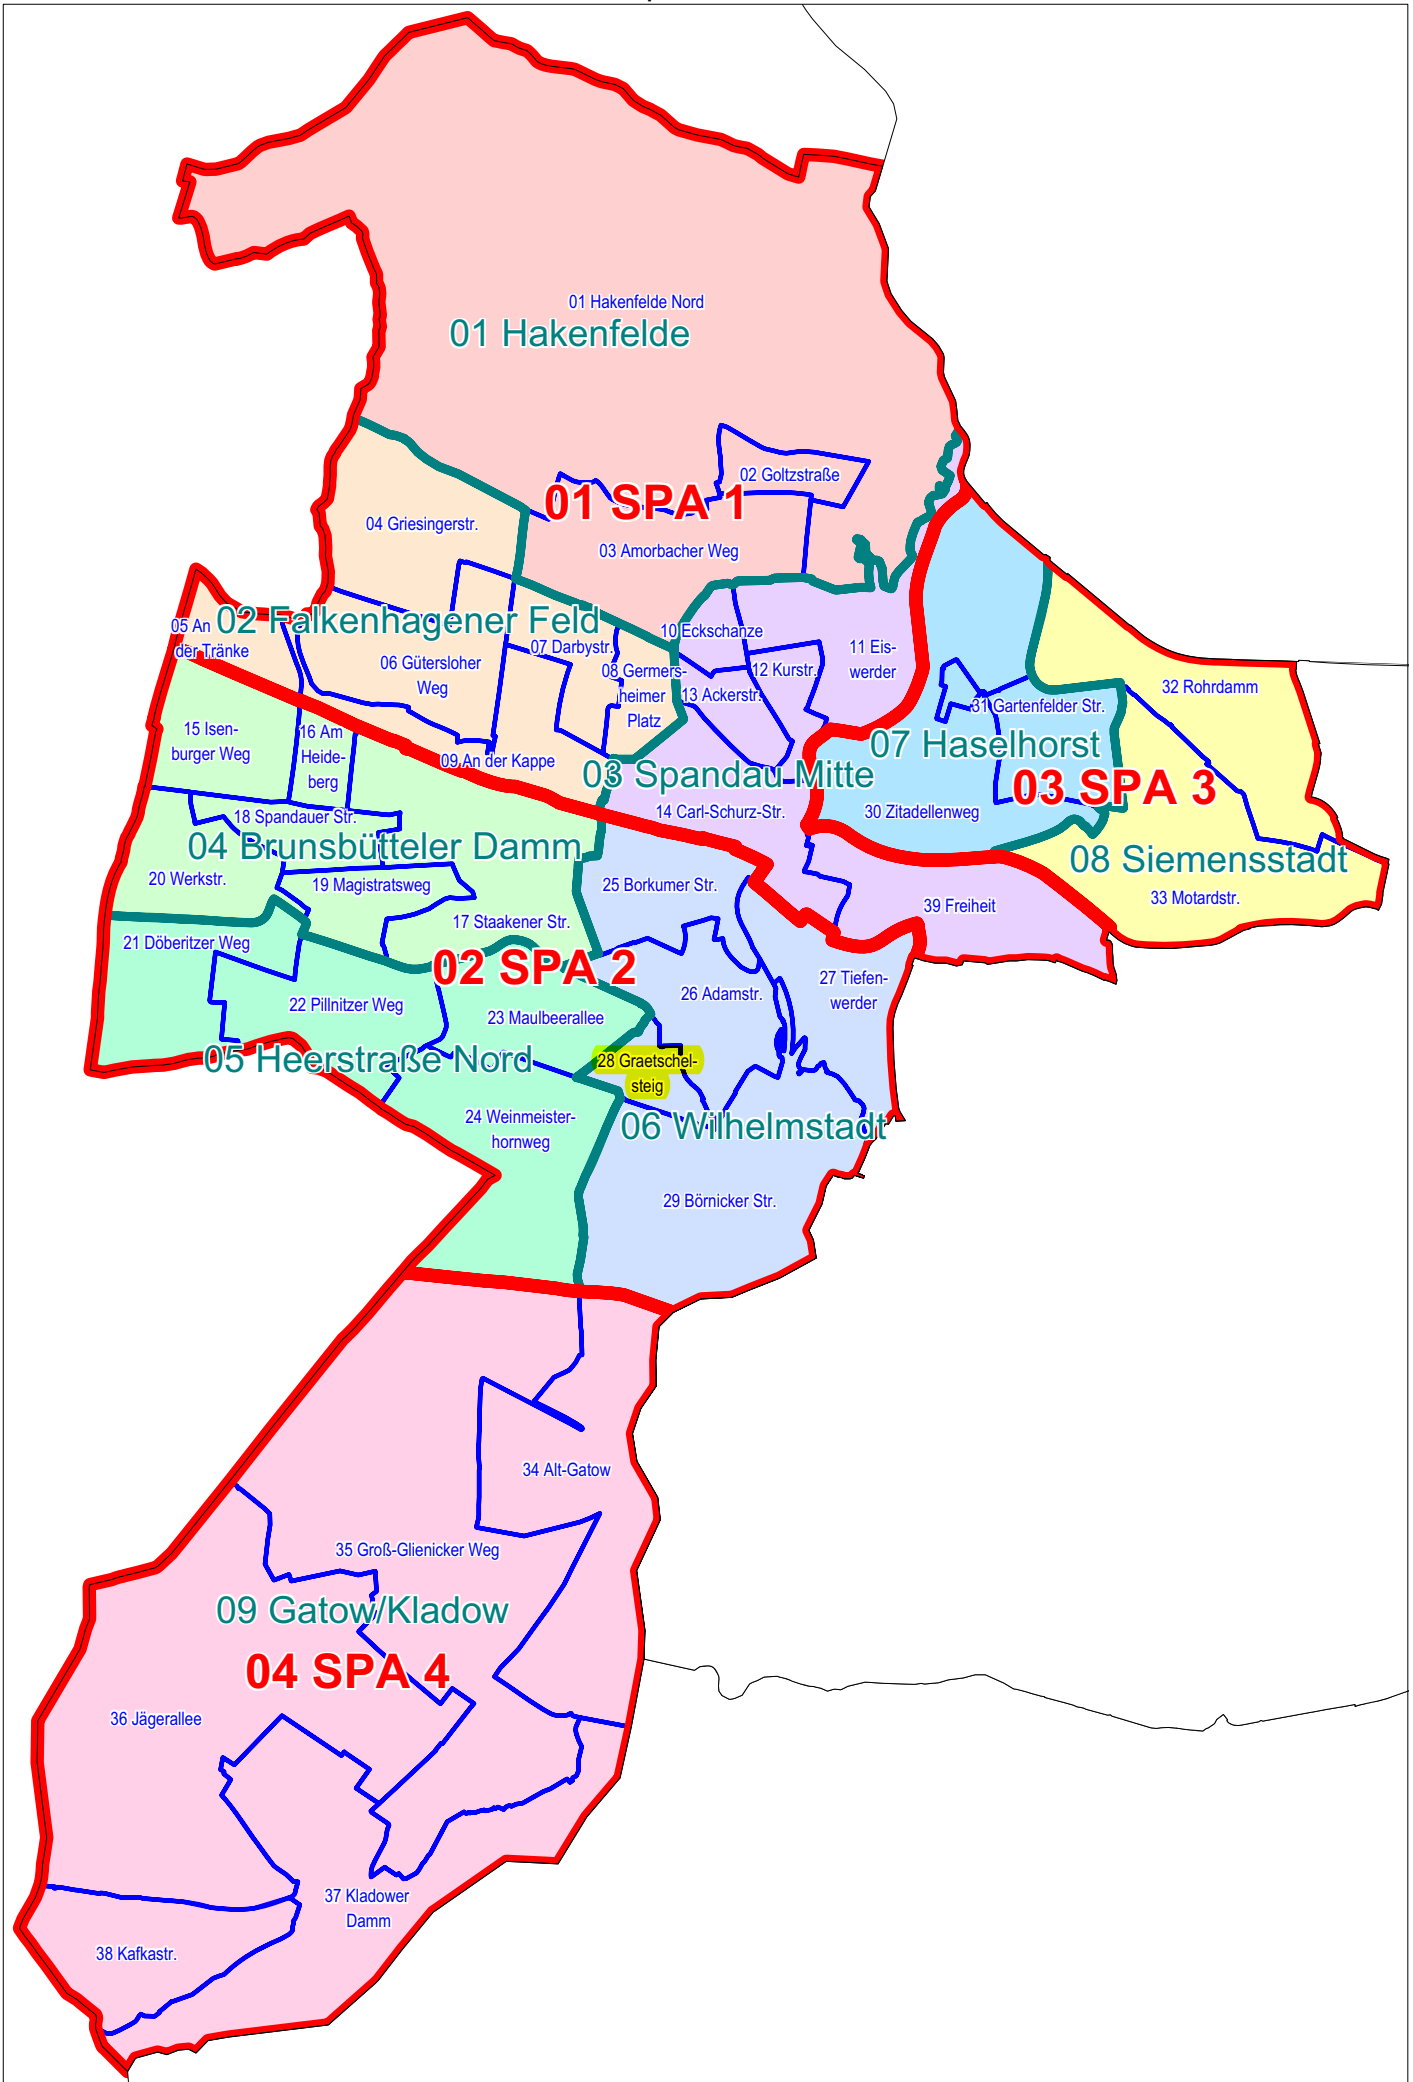 01 Hakenfelde Nord
01 Hakenfelde
02 Goltzstraße
01 SPA 1
04 Griesingerstr.
03 Amorbacher Weg
05 An
der Tränke
02 Falkenhagener Feld
06 Gütersloher
Weg
07 Darbystr.
08 Germers-
heimer
Platz
10 Eckschanze
11 Eis-
werder
12 Kurstr.
13 Ackerstr.
32 Rohrdamm
31 Gartenfelder Str.
15 Isen-
burger Weg
16 Am
Heide-
berg
09 An der Kappe
03 Spandau Mitte
07 Haselhorst
03 SPA 3
14 Carl-Schurz-Str.
30 Zitadellenweg
18 Spandauer Str.
04 Brunsbütteler Damm
08 Siemensstadt
20 Werkstr.
19 Magistratsweg
25 Borkumer Str.
33 Motardstr.
39 Freiheit
17 Staakener Str.
21 Döberitzer Weg
02 SPA 2
27 Tiefen-
werder
26 Adamstr.
22 Pillnitzer Weg
23 Maulbeerallee
05 Heerstraße Nord
28 Graetschel-
steig
24 Weinmeister-
hornweg
06 Wilhelmstadt
29 Börnicker Str.
34 Alt-Gatow
35 Groß-Glienicker Weg
09 Gatow/Kladow
04 SPA 4
36 Jägerallee
37 Kladower
Damm
38 Kafkastr.